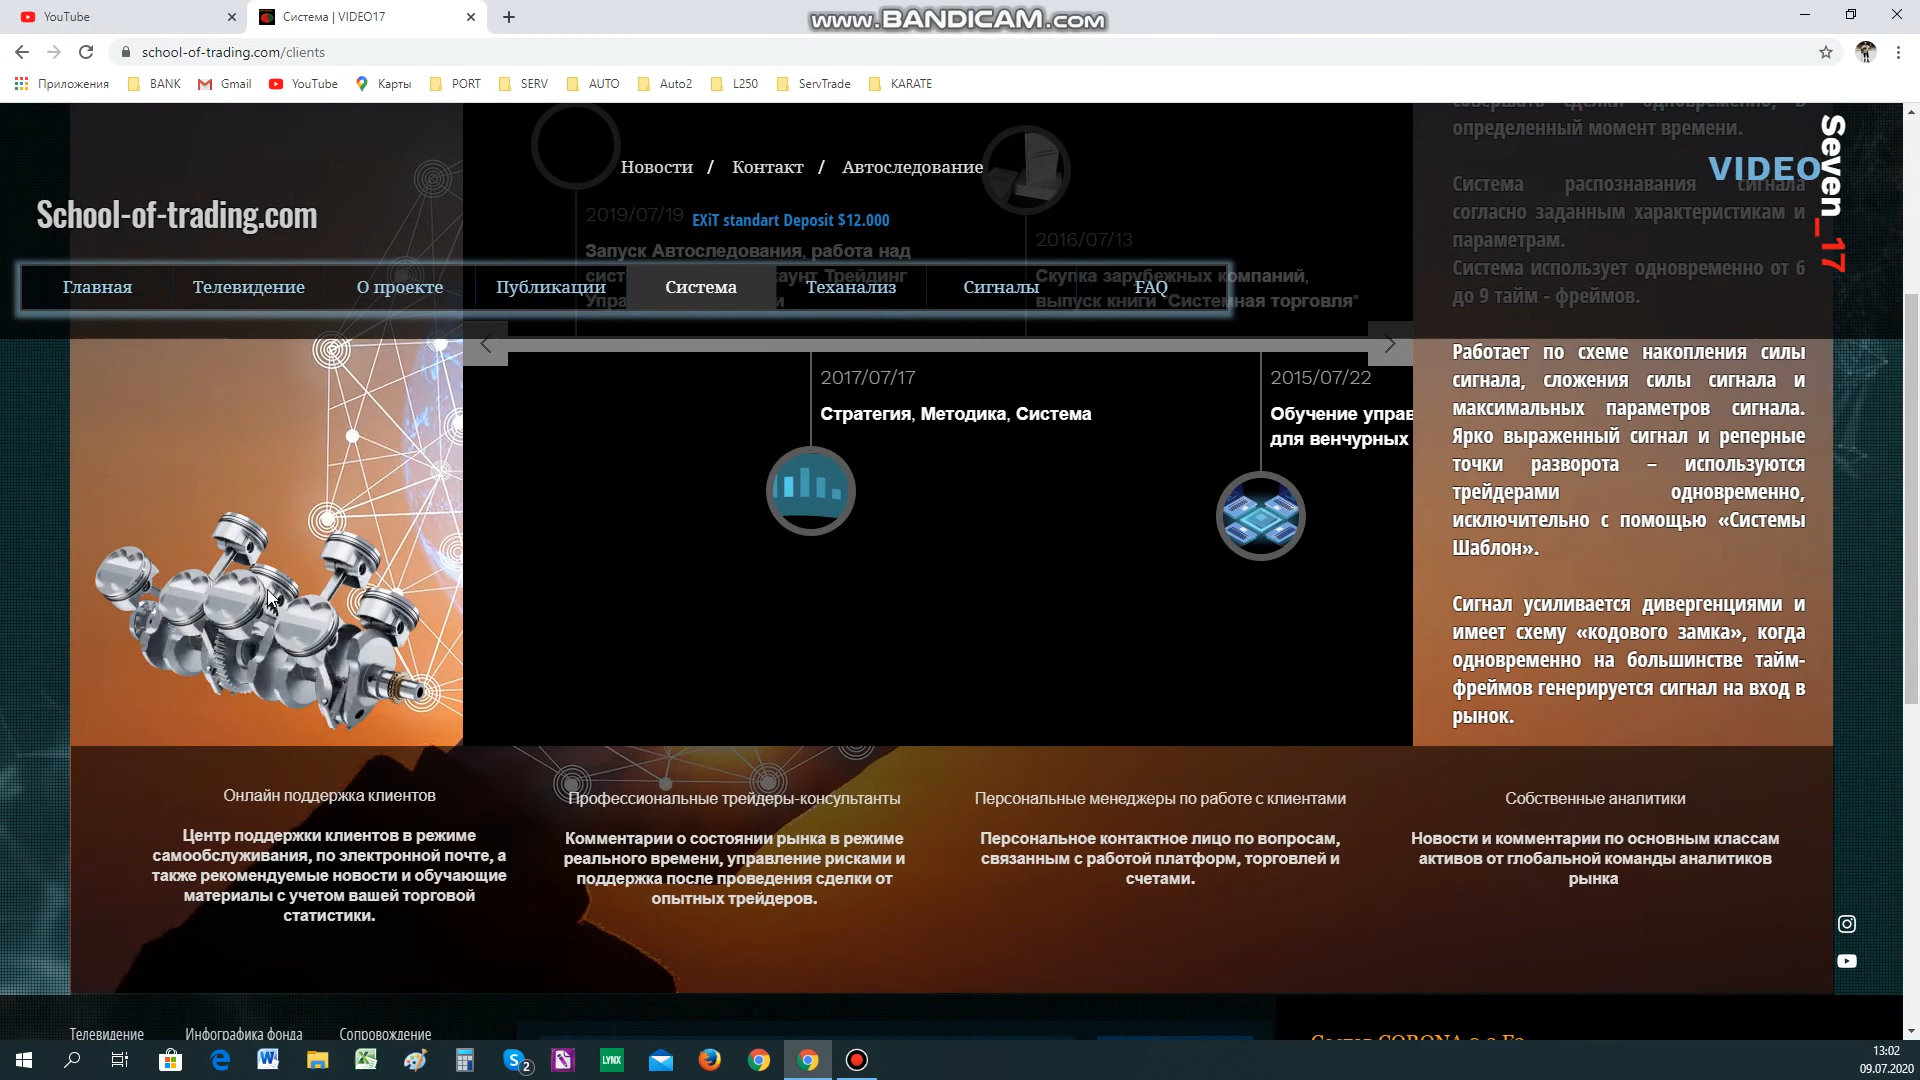 YouTube
Система | VIDEO17
www.BANDICAM.com
school-of-trading.com/clients
Приложения
BANK
Gmail
YouTube
Карты
PORT
SERV
AUTO
Auto2
L250
ServTrade
KARATE
Новости / Контакт / Автоследование
School-of-trading.com
EXiT standart Deposit $12.000
VIDEO
Seven_17
Главная
Телевидение
О проекте
Публикации
Система
Теханализ
Сигналы
FAQ
2019/07/19
Запуск Автоследования, работа над
2016/07/13
Скупка зарубежных компаний,
выпуск книги "Системная торговля"
2017/07/17
Стратегия, Методика, Система
2015/07/22
Обучение управ
для венчурных
определенный момент времени.
Система распознавания сигнала
согласно заданным характеристикам и
параметрам.
Система использует одновременно от 6
до 9 тайм - фреймов.
Работает по схеме накопления силы
сигнала, сложения силы сигнала и
максимальных параметров сигнала.
Ярко выраженный сигнал и реперные
точки разворота – используются
трейдерами одновременно,
исключительно с помощью «Системы
Шаблон».
Сигнал усиливается дивергенциями и
имеет схему «кодового замка», когда
одновременно на большинстве тайм-
фреймов генерируется сигнал на вход в
рынок.
Онлайн поддержка клиентов
Центр поддержки клиентов в режиме
самообслуживания, по электронной почте, а
также рекомендуемые новости и обучающие
материалы с учетом вашей торговой
статистики.
Профессиональные трейдеры-консультанты
Комментарии о состоянии рынка в режиме
реального времени, управление рисками и
поддержка после проведения сделки от
опытных трейдеров.
Персональные менеджеры по работе с клиентами
Персональное контактное лицо по вопросам,
связанным с работой платформ, торговлей и
счетами.
Собственные аналитики
Новости и комментарии по основным классам
активов от глобальной команды аналитиков
рынка
Телевидение
Инфографика фонда
Сопровождение
LYNX
2
13:02
09.07.2020